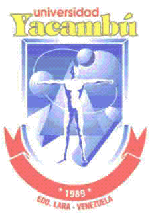 universidad
Yacambú
* 1989 *
EDO. LARA - VENEZUELA